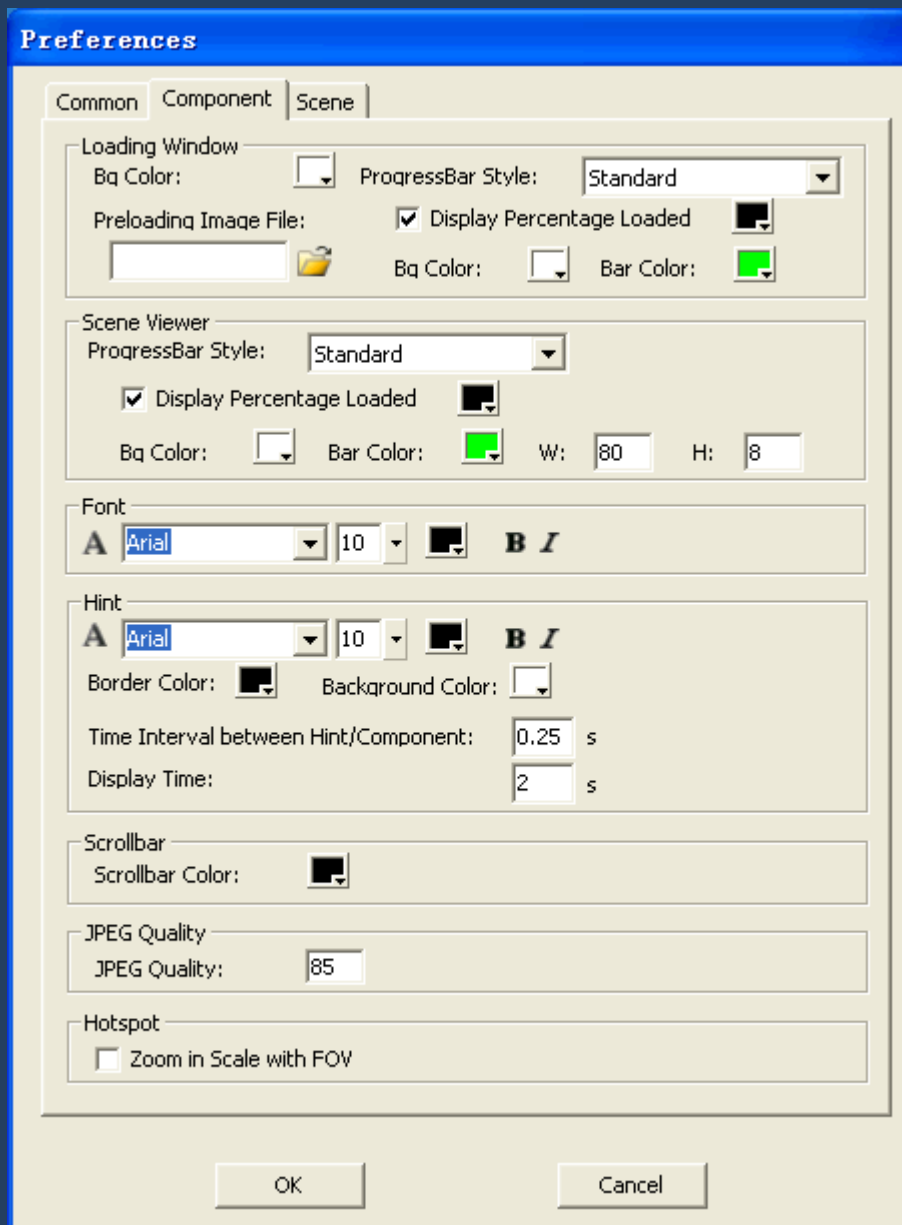 Preferences
Common Component Scene
Loading Window
Bg Color: ProgressBar Style: Standard
Preloading Image File: Display Percentage Loaded
Bg Color: Bar Color:
Scene Viewer
ProgressBar Style: Standard
Display Percentage Loaded
Bg Color: Bar Color: W: 80 H: 8
Font
A Arial 10 B I
Hint
A Arial 10 B I
Border Color: Background Color:
Time Interval between Hint/Component: 0.25 s
Display Time: 2 s
Scrollbar
Scrollbar Color:
JPEG Quality
JPEG Quality: 85
Hotspot
Zoom in Scale with FOV
OK Cancel